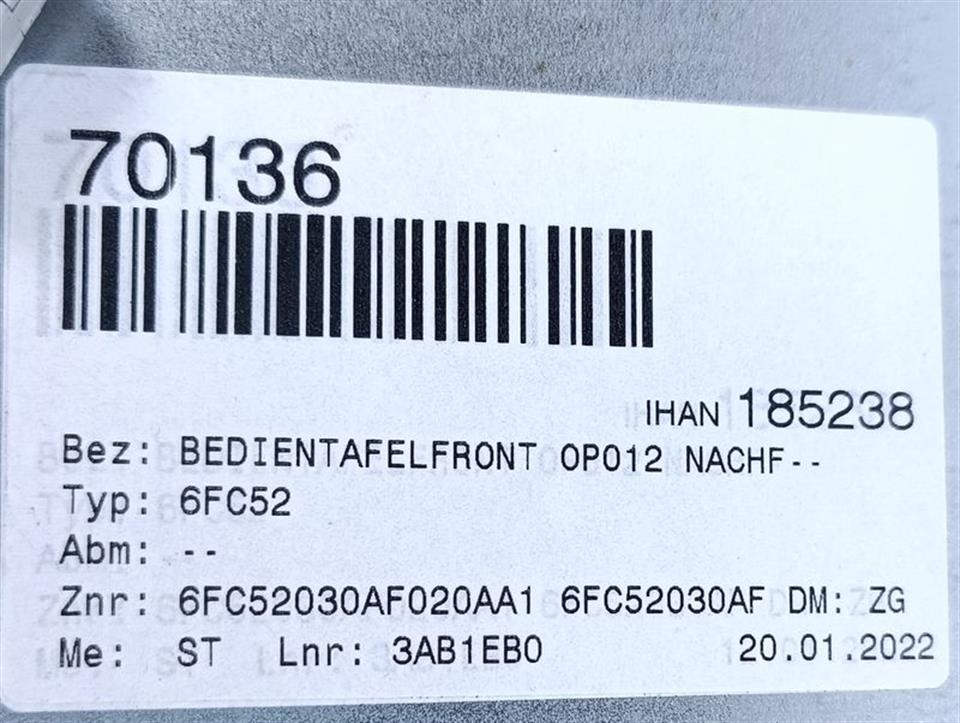 70136
IHAN 185238
Bez: BEDIENTAFELFRONT OP012 NACHF--
Typ: 6FC52
Abm: --
Znr: 6FC52030AF020AA1 6FC52030AF DM: ZG
Me: ST Lnr: 3AB1EB0 20.01.2022